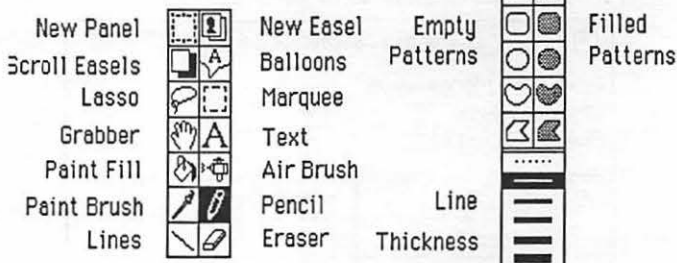 New Panel
New Easel
Scroll Easels
Balloons
Lasso
Marquee
Grabber
A
Text
Paint Fill
Air Brush
Paint Brush
Pencil
Lines
Eraser
Empty
Patterns
Filled
Patterns
Line
Thickness